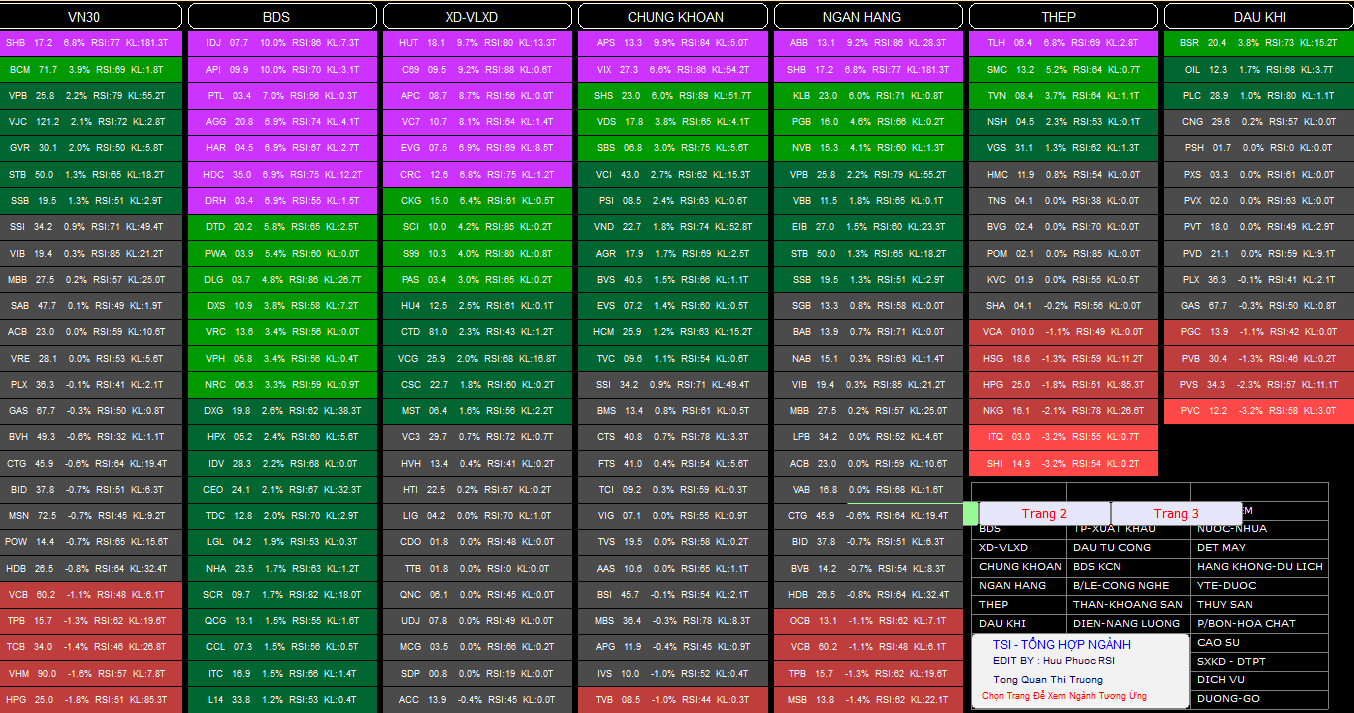 VN30
SHB 17.2 6.8% RSI:77 KL:181.3T
BCM 71.7 3.9% RSI:69 KL:1.8T
VPB 25.8 2.2% RSI:79 KL:55.2T
VJC 121.2 2.1% RSI:72 KL:2.8T
GVR 30.1 2.0% RSI:50 KL:5.8T
STB 50.0 1.3% RSI:65 KL:18.2T
SSB 19.5 1.3% RSI:51 KL:2.9T
SSI 34.2 0.9% RSI:71 KL:49.4T
VIB 19.4 0.3% RSI:85 KL:21.2T
MBB 27.5 0.2% RSI:57 KL:25.0T
SAB 47.7 0.1% RSI:49 KL:1.9T
ACB 23.0 0.0% RSI:59 KL:10.6T
VRE 28.1 0.0% RSI:53 KL:5.6T
PLX 36.3 -0.1% RSI:41 KL:2.1T
GAS 67.7 -0.3% RSI:50 KL:0.8T
BVH 49.3 -0.6% RSI:32 KL:1.1T
CTG 45.9 -0.6% RSI:64 KL:19.4T
BID 37.8 -0.7% RSI:51 KL:6.3T
MSN 72.5 -0.7% RSI:45 KL:9.2T
POW 14.4 -0.7% RSI:65 KL:15.6T
HDB 26.5 -0.8% RSI:64 KL:32.4T
VCB 60.2 -1.1% RSI:48 KL:6.1T
TPB 15.7 -1.3% RSI:62 KL:19.6T
TCB 34.0 -1.4% RSI:46 KL:26.8T
VHM 90.0 -1.6% RSI:57 KL:7.8T
HPG 25.0 -1.8% RSI:51 KL:85.3T
BDS
IDJ 07.7 10.0% RSI:86 KL:7.3T
API 09.9 10.0% RSI:70 KL:3.1T
PTL 03.4 7.0% RSI:56 KL:0.3T
AGG 20.8 6.9% RSI:74 KL:4.1T
HAR 04.5 6.9% RSI:67 KL:2.7T
HDC 35.0 6.9% RSI:75 KL:12.2T
DRH 03.4 6.9% RSI:55 KL:1.5T
DTD 20.2 5.8% RSI:65 KL:2.5T
PWA 03.9 5.4% RSI:60 KL:0.0T
DLG 03.7 4.8% RSI:86 KL:26.7T
DXS 10.9 3.8% RSI:58 KL:7.2T
VRC 13.6 3.4% RSI:56 KL:0.0T
VPH 05.8 3.4% RSI:56 KL:0.4T
NRC 06.3 3.3% RSI:59 KL:0.9T
DXG 19.8 2.6% RSI:62 KL:38.3T
HPX 05.2 2.4% RSI:60 KL:5.6T
IDV 28.3 2.2% RSI:68 KL:0.0T
CEO 24.1 2.1% RSI:67 KL:32.3T
TDC 12.8 2.0% RSI:70 KL:2.9T
LGL 04.2 1.9% RSI:53 KL:0.3T
NHA 23.5 1.7% RSI:63 KL:1.2T
SCR 09.7 1.7% RSI:82 KL:18.0T
QCG 13.1 1.5% RSI:55 KL:1.6T
CCL 07.3 1.5% RSI:56 KL:0.5T
ITC 16.9 1.5% RSI:66 KL:1.4T
L14 33.8 1.2% RSI:53 KL:0.4T
XD-VLXD
HUT 18.1 9.7% RSI:80 KL:13.3T
C69 09.5 9.2% RSI:88 KL:0.6T
APC 08.7 8.7% RSI:56 KL:0.0T
VC7 10.7 8.1% RSI:64 KL:1.4T
EVG 07.5 6.9% RSI:69 KL:8.5T
CRC 12.6 6.8% RSI:75 KL:1.2T
CKG 15.0 6.4% RSI:61 KL:0.5T
SCI 10.0 4.2% RSI:85 KL:0.2T
S99 10.3 4.0% RSI:80 KL:0.8T
PAS 03.4 3.0% RSI:65 KL:0.2T
HU4 12.5 2.5% RSI:61 KL:0.1T
CTD 81.0 2.3% RSI:43 KL:1.2T
VCG 25.9 2.0% RSI:68 KL:16.8T
CSC 22.7 1.8% RSI:60 KL:0.2T
MST 06.4 1.6% RSI:56 KL:2.2T
VC3 29.7 0.7% RSI:72 KL:0.7T
HVH 13.4 0.4% RSI:41 KL:0.2T
HTI 22.5 0.2% RSI:67 KL:0.2T
LIG 04.2 0.0% RSI:70 KL:1.0T
CDO 01.8 0.0% RSI:48 KL:0.0T
TTB 01.8 0.0% RSI:0 KL:0.0T
QNC 06.1 0.0% RSI:45 KL:0.0T
UDJ 07.8 0.0% RSI:49 KL:0.0T
MCG 03.5 0.0% RSI:66 KL:0.2T
SDP 00.8 0.0% RSI:19 KL:0.0T
ACC 13.9 -0.4% RSI:45 KL:0.0T
CHUNG KHOAN
APS 13.3 9.9% RSI:84 KL:5.0T
VIX 27.3 6.6% RSI:86 KL:54.2T
SHS 23.0 6.0% RSI:89 KL:51.7T
VDS 17.8 3.8% RSI:65 KL:4.1T
SBS 06.8 3.0% RSI:75 KL:5.6T
VCI 43.0 2.7% RSI:62 KL:15.3T
PSI 08.5 2.4% RSI:63 KL:0.6T
VND 22.7 1.8% RSI:74 KL:52.8T
AGR 17.9 1.7% RSI:69 KL:2.5T
BVS 40.5 1.5% RSI:66 KL:1.1T
EVS 07.2 1.4% RSI:60 KL:0.5T
HCM 25.9 1.2% RSI:63 KL:15.2T
TVC 09.6 1.1% RSI:54 KL:0.6T
SSI 34.2 0.9% RSI:71 KL:49.4T
BMS 13.4 0.8% RSI:61 KL:0.5T
CTS 40.8 0.7% RSI:78 KL:3.3T
FTS 41.0 0.4% RSI:54 KL:5.6T
TCI 09.2 0.3% RSI:59 KL:0.3T
VIG 07.1 0.0% RSI:55 KL:0.9T
TVS 19.5 0.0% RSI:58 KL:0.2T
AAS 10.6 0.0% RSI:65 KL:1.1T
BSI 45.7 -0.1% RSI:54 KL:2.1T
MBS 36.4 -0.3% RSI:78 KL:8.3T
APG 11.9 -0.4% RSI:45 KL:0.9T
IVS 10.0 -1.0% RSI:52 KL:0.4T
TVB 08.5 -1.0% RSI:44 KL:0.3T
NGAN HANG
ABB 13.1 9.2% RSI:86 KL:28.3T
SHB 17.2 6.8% RSI:77 KL:181.3T
KLB 23.0 6.0% RSI:71 KL:0.8T
PGB 16.0 4.6% RSI:66 KL:0.2T
NVB 15.3 4.1% RSI:60 KL:1.3T
VPB 25.8 2.2% RSI:79 KL:55.2T
VBB 11.5 1.8% RSI:65 KL:0.1T
EIB 27.0 1.5% RSI:60 KL:23.3T
STB 50.0 1.3% RSI:65 KL:18.2T
SSB 19.5 1.3% RSI:51 KL:2.9T
SGB 13.3 0.8% RSI:58 KL:0.0T
BAB 13.9 0.7% RSI:71 KL:0.0T
NAB 15.1 0.3% RSI:63 KL:1.4T
VIB 19.4 0.3% RSI:85 KL:21.2T
MBB 27.5 0.2% RSI:57 KL:25.0T
LPB 34.2 0.0% RSI:52 KL:4.6T
ACB 23.0 0.0% RSI:59 KL:10.6T
VAB 16.8 0.0% RSI:68 KL:1.6T
CTG 45.9 -0.6% RSI:64 KL:19.4T
BID 37.8 -0.7% RSI:51 KL:6.3T
BVB 14.2 -0.7% RSI:54 KL:8.3T
HDB 26.5 -0.8% RSI:64 KL:32.4T
OCB 13.1 -1.1% RSI:62 KL:7.1T
VCB 60.2 -1.1% RSI:48 KL:6.1T
TPB 15.7 -1.3% RSI:62 KL:19.6T
MSB 13.8 -1.4% RSI:62 KL:22.1T
THEP
TLH 06.4 6.8% RSI:69 KL:2.8T
SMC 13.2 5.2% RSI:64 KL:0.7T
TVN 08.4 3.7% RSI:64 KL:1.1T
NSH 04.5 2.3% RSI:53 KL:0.1T
VGS 31.1 1.3% RSI:62 KL:1.3T
HMC 11.9 0.8% RSI:54 KL:0.0T
TNS 04.1 0.0% RSI:38 KL:0.0T
BVG 02.4 0.0% RSI:70 KL:0.0T
POM 02.1 0.0% RSI:85 KL:0.0T
KVC 01.9 0.0% RSI:55 KL:0.5T
SHA 04.1 -0.2% RSI:56 KL:0.0T
VCA 010.0 -1.1% RSI:49 KL:0.0T
HSG 18.6 -1.3% RSI:59 KL:11.2T
HPG 25.0 -1.8% RSI:51 KL:85.3T
NKG 16.1 -2.1% RSI:78 KL:26.6T
ITQ 03.0 -3.2% RSI:55 KL:0.7T
SHI 14.9 -3.2% RSI:54 KL:0.2T
DAU KHI
BSR 20.4 3.8% RSI:73 KL:15.2T
OIL 12.3 1.7% RSI:68 KL:3.7T
PLC 28.9 1.0% RSI:80 KL:1.1T
CNG 29.6 0.2% RSI:57 KL:0.0T
PSH 01.7 0.0% RSI:0 KL:0.0T
PXS 03.3 0.0% RSI:61 KL:0.0T
PVX 02.0 0.0% RSI:63 KL:0.0T
PVT 18.0 0.0% RSI:49 KL:2.9T
PVD 21.1 0.0% RSI:59 KL:9.1T
PLX 36.3 -0.1% RSI:41 KL:2.1T
GAS 67.7 -0.3% RSI:50 KL:0.8T
PGC 13.9 -1.1% RSI:42 KL:0.0T
PVB 30.4 -1.3% RSI:46 KL:0.2T
PVS 34.3 -2.3% RSI:57 KL:11.1T
PVC 12.2 -3.2% RSI:58 KL:3.0T
Trang 2 Trang 3 EM
BDS TP-XUAT KHAU NUOC-NHUA
XD-VLXD DAU TU CONG DET MAY
CHUNG KHOAN BDS KCN HANG KHONG-DU LICH
NGAN HANG B/LE-CONG NGHE YTE-DUOC
THEP THAN-KHOANG SAN THUY SAN
DAU KHI DIEN-NANG LUONG P/BON-HOA CHAT
CAO SU
SXKD - DTPT
DICH VU
DUONG-GO
TSI - TỔNG HỢP NGÀNH
EDIT BY : Huu Phuoc RSI
Tong Quan Thi Truong
Chọn Trang Để Xem Ngành Tương Ứng